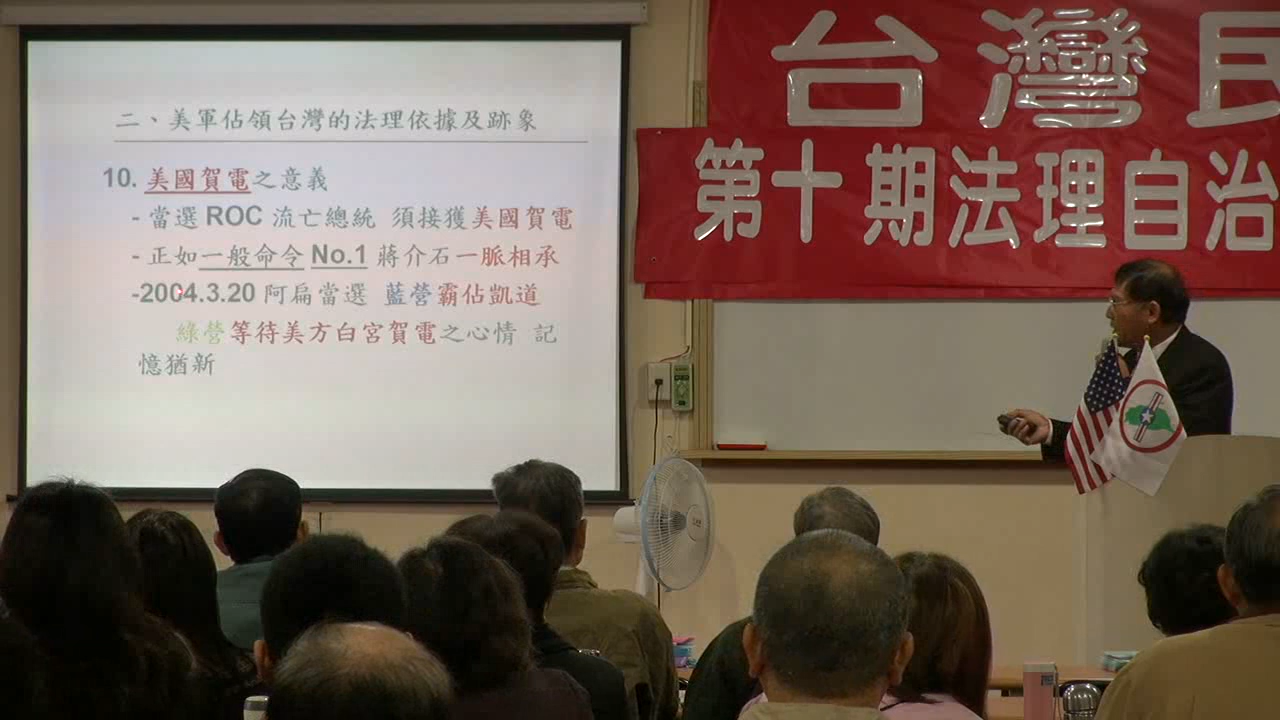 二、美軍佔領台灣的法理依據及跡象
10. 美國賀電之意義
- 當選 ROC 流亡總統 須接獲美國賀電
- 正如一般命令 No.1 蔣介石一脈相承
-2004.3.20 阿扁當選 藍營霸佔凱道
綠營等待美方白宮賀電之心情 記
憶猶新
台灣民
第十期法理自治